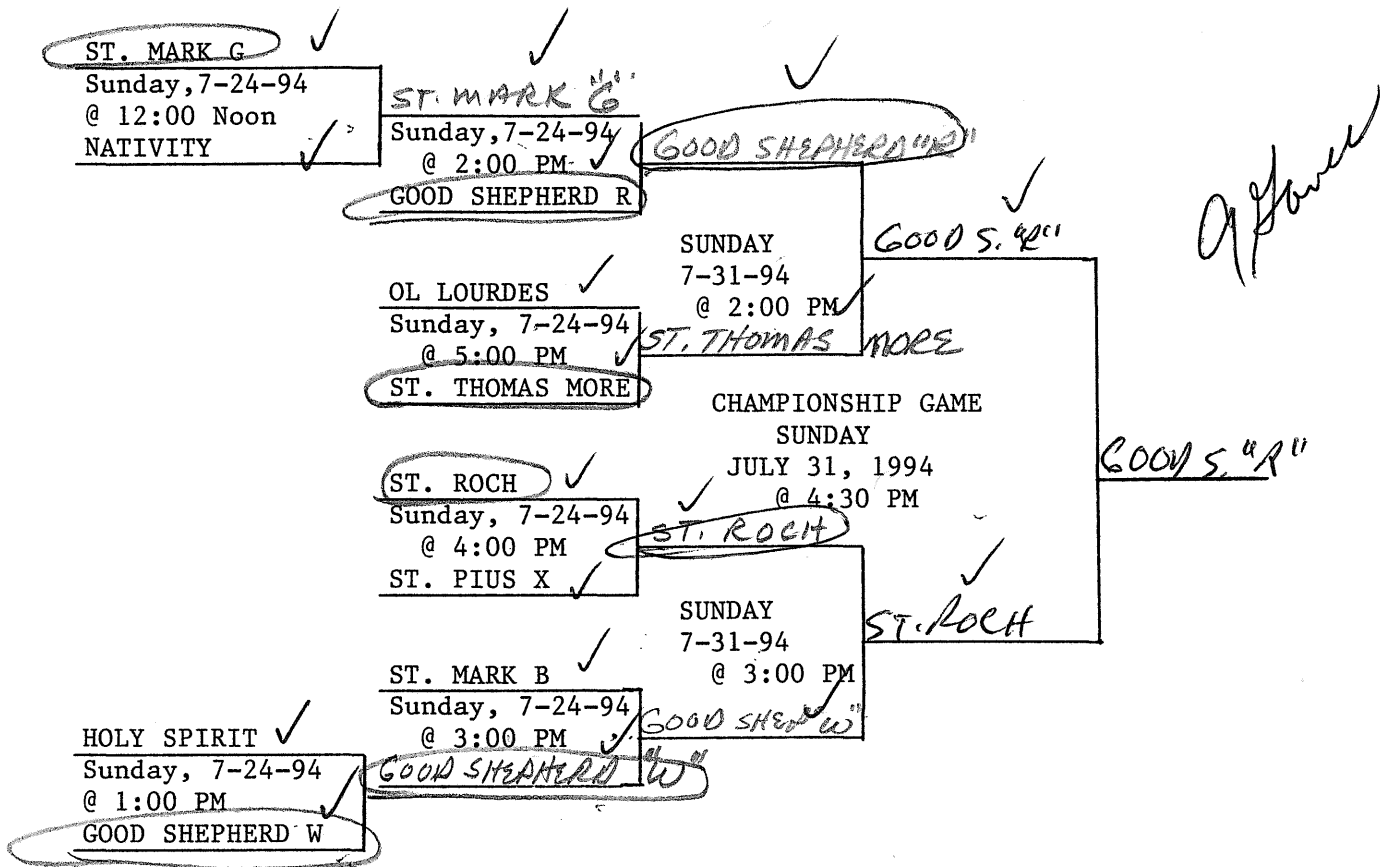 ST. MARK G
Sunday, 7-24-94
@ 12:00 Noon
NATIVITY
ST. MARK "G"
Sunday, 7-24-94
@ 2:00 PM
GOOD SHEPHERD R
GOOD SHEPHERD "R"
SUNDAY
7-31-94
@ 2:00 PM
GOOD S. "R"
OL LOURDES
Sunday, 7-24-94
@ 5:00 PM
ST. THOMAS MORE
ST. THOMAS MORE
CHAMPIONSHIP GAME
SUNDAY
JULY 31, 1994
@ 4:30 PM
GOOD S. "R"
ST. ROCH
Sunday, 7-24-94
@ 4:00 PM
ST. PIUS X
ST. ROCH
SUNDAY
7-31-94
@ 3:00 PM
ST. ROCH
ST. MARK B
Sunday, 7-24-94
@ 3:00 PM
GOOD SHEPHERD "W"
GOOD SHEP "W"
HOLY SPIRIT
Sunday, 7-24-94
@ 1:00 PM
GOOD SHEPHERD W